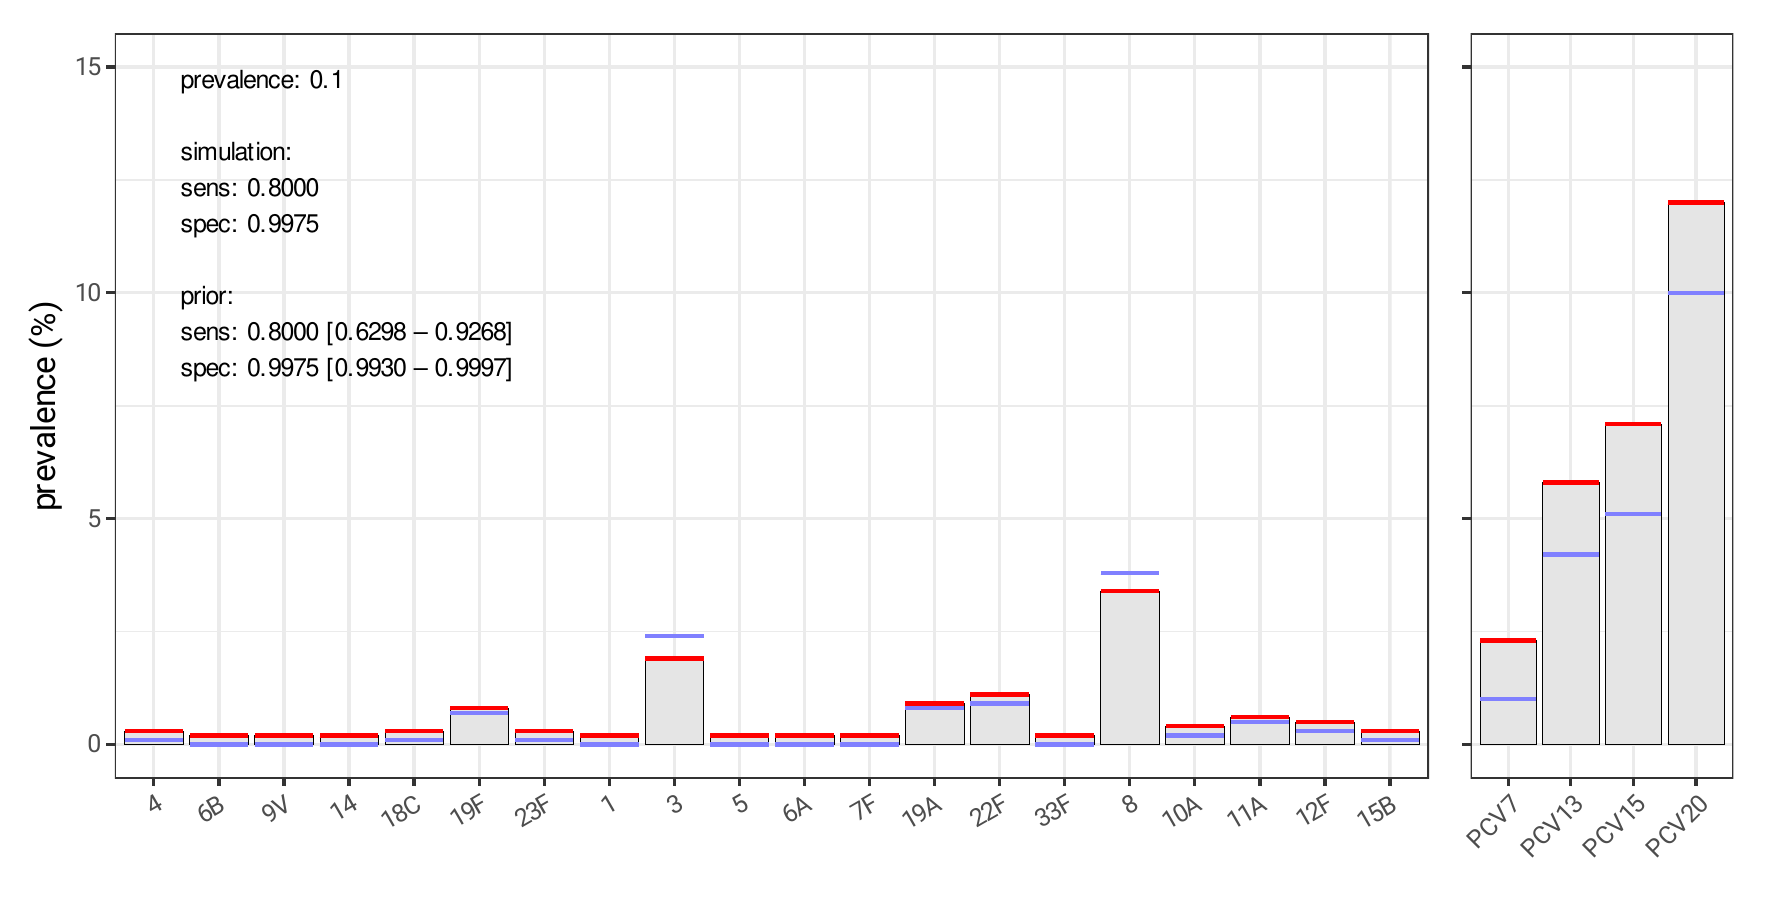 15
10
5
0
prevalence (%)
prevalence: 0.1
simulation:
sens: 0.8000
spec: 0.9975
prior:
sens: 0.8000 [0.6298 – 0.9268]
spec: 0.9975 [0.9930 – 0.9997]
4 6B 9V 14 18C 19F 23F 1 3 5 6A 7F 19A 22F 33F 8 10A 11A 12F 15B
PCV7 PCV13 PCV15 PCV20